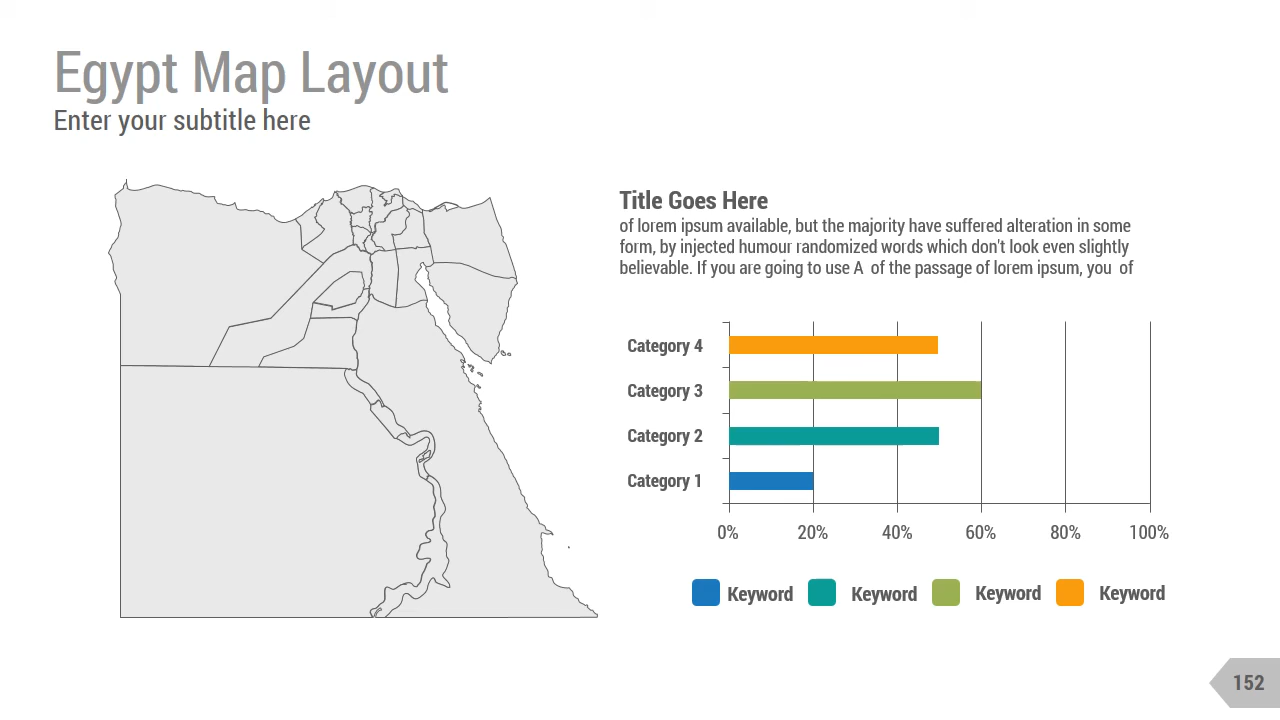 Egypt Map Layout
Enter your subtitle here
Title Goes Here
of lorem ipsum available, but the majority have suffered alteration in some
form, by injected humour randomized words which don't look even slightly
believable. If you are going to use A  of the passage of lorem ipsum, you  of
Category 4
Category 3
Category 2
Category 1
0% 20% 40% 60% 80% 100%
Keyword Keyword Keyword Keyword
152